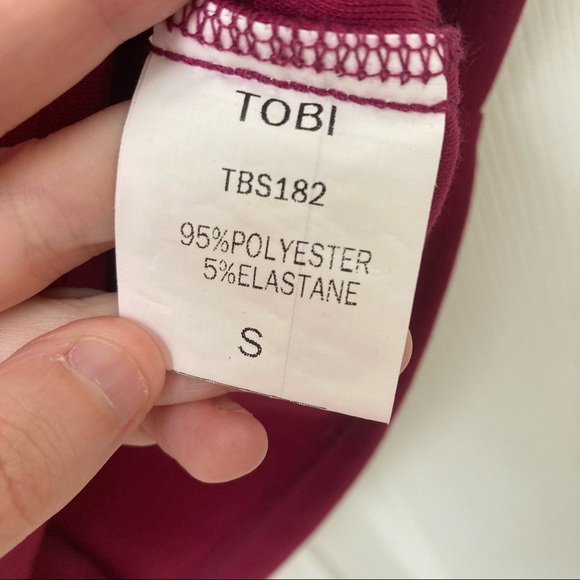 TOBI
TBS182
95%POLYESTER
5%ELASTANE
S